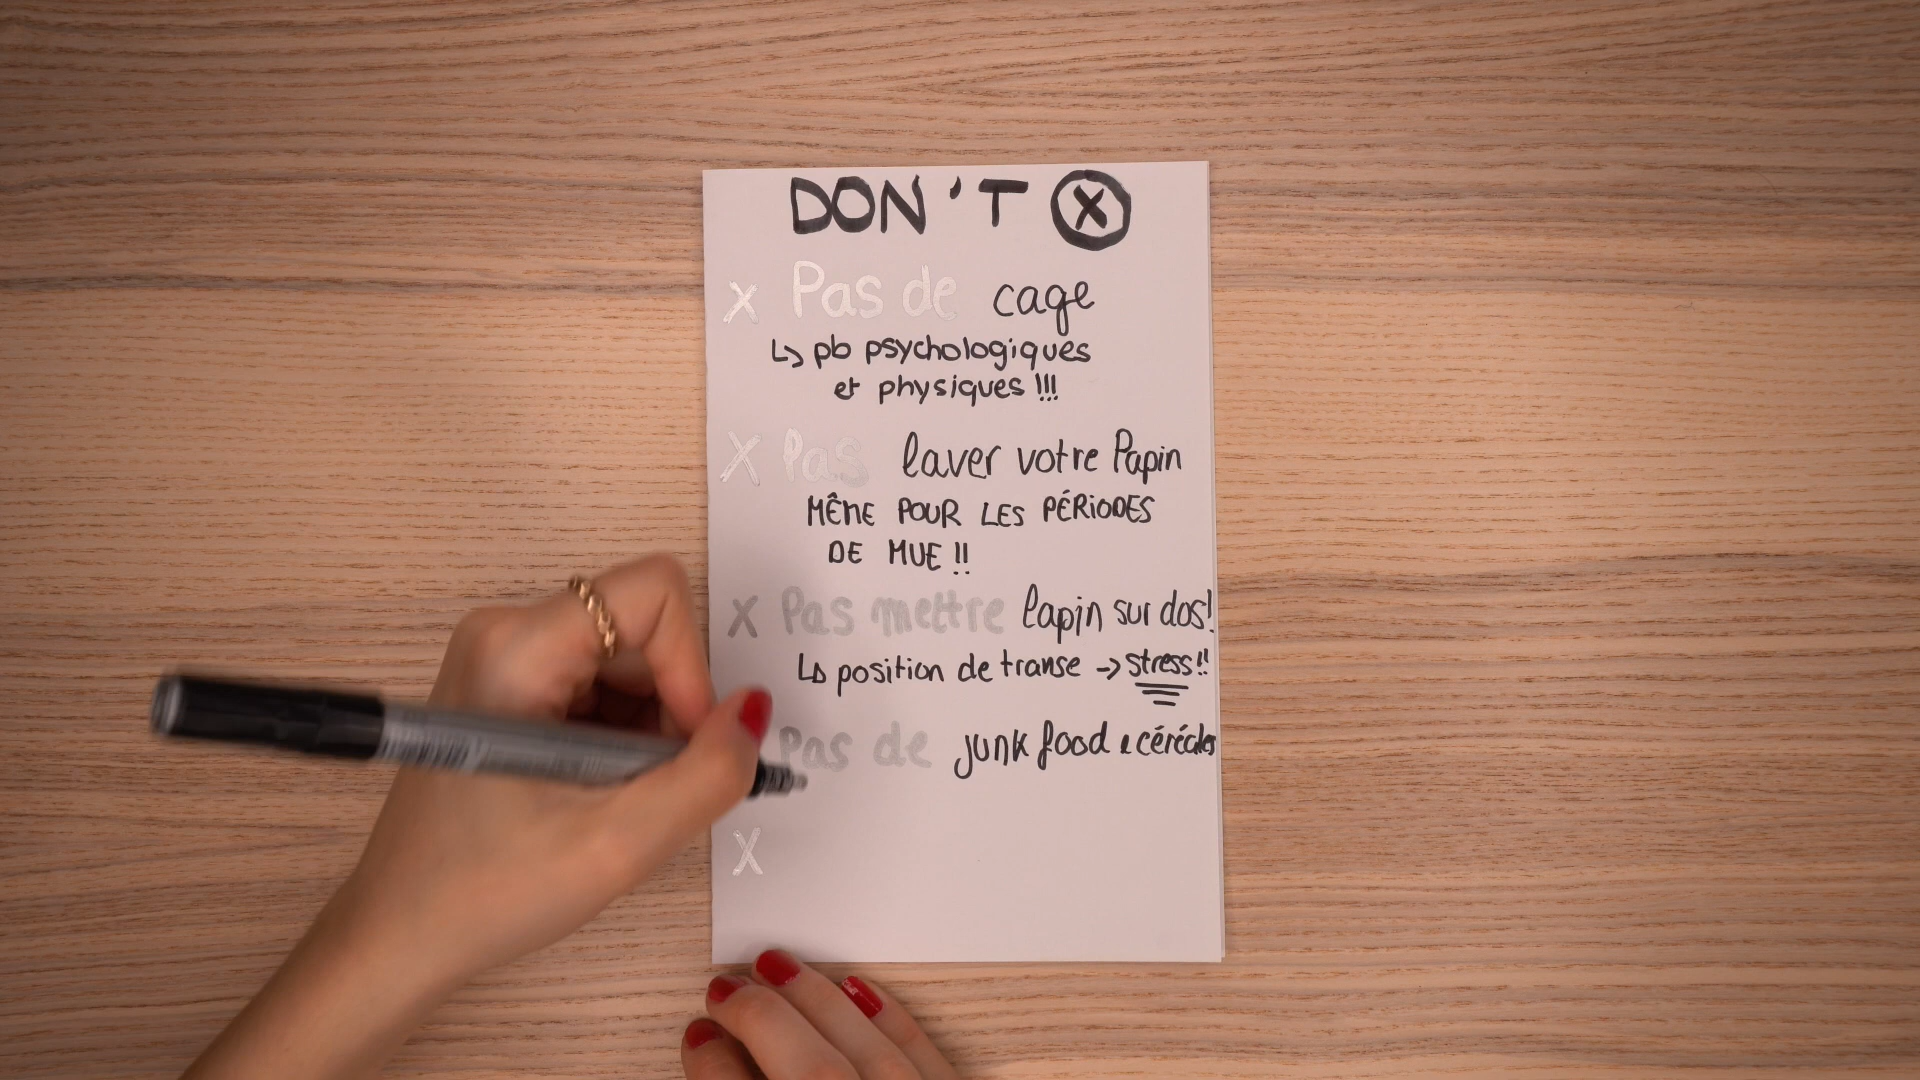 DON'T X
X Pas de cage
↳ pb psychologiques
et physiques !!!
X Pas laver votre Papin
MÊME POUR LES PÉRIODES
DE MUE !!
X Pas mettre lapin sur dos!
↳ position de transe → stress!!
Pas de junk food & céréales
X